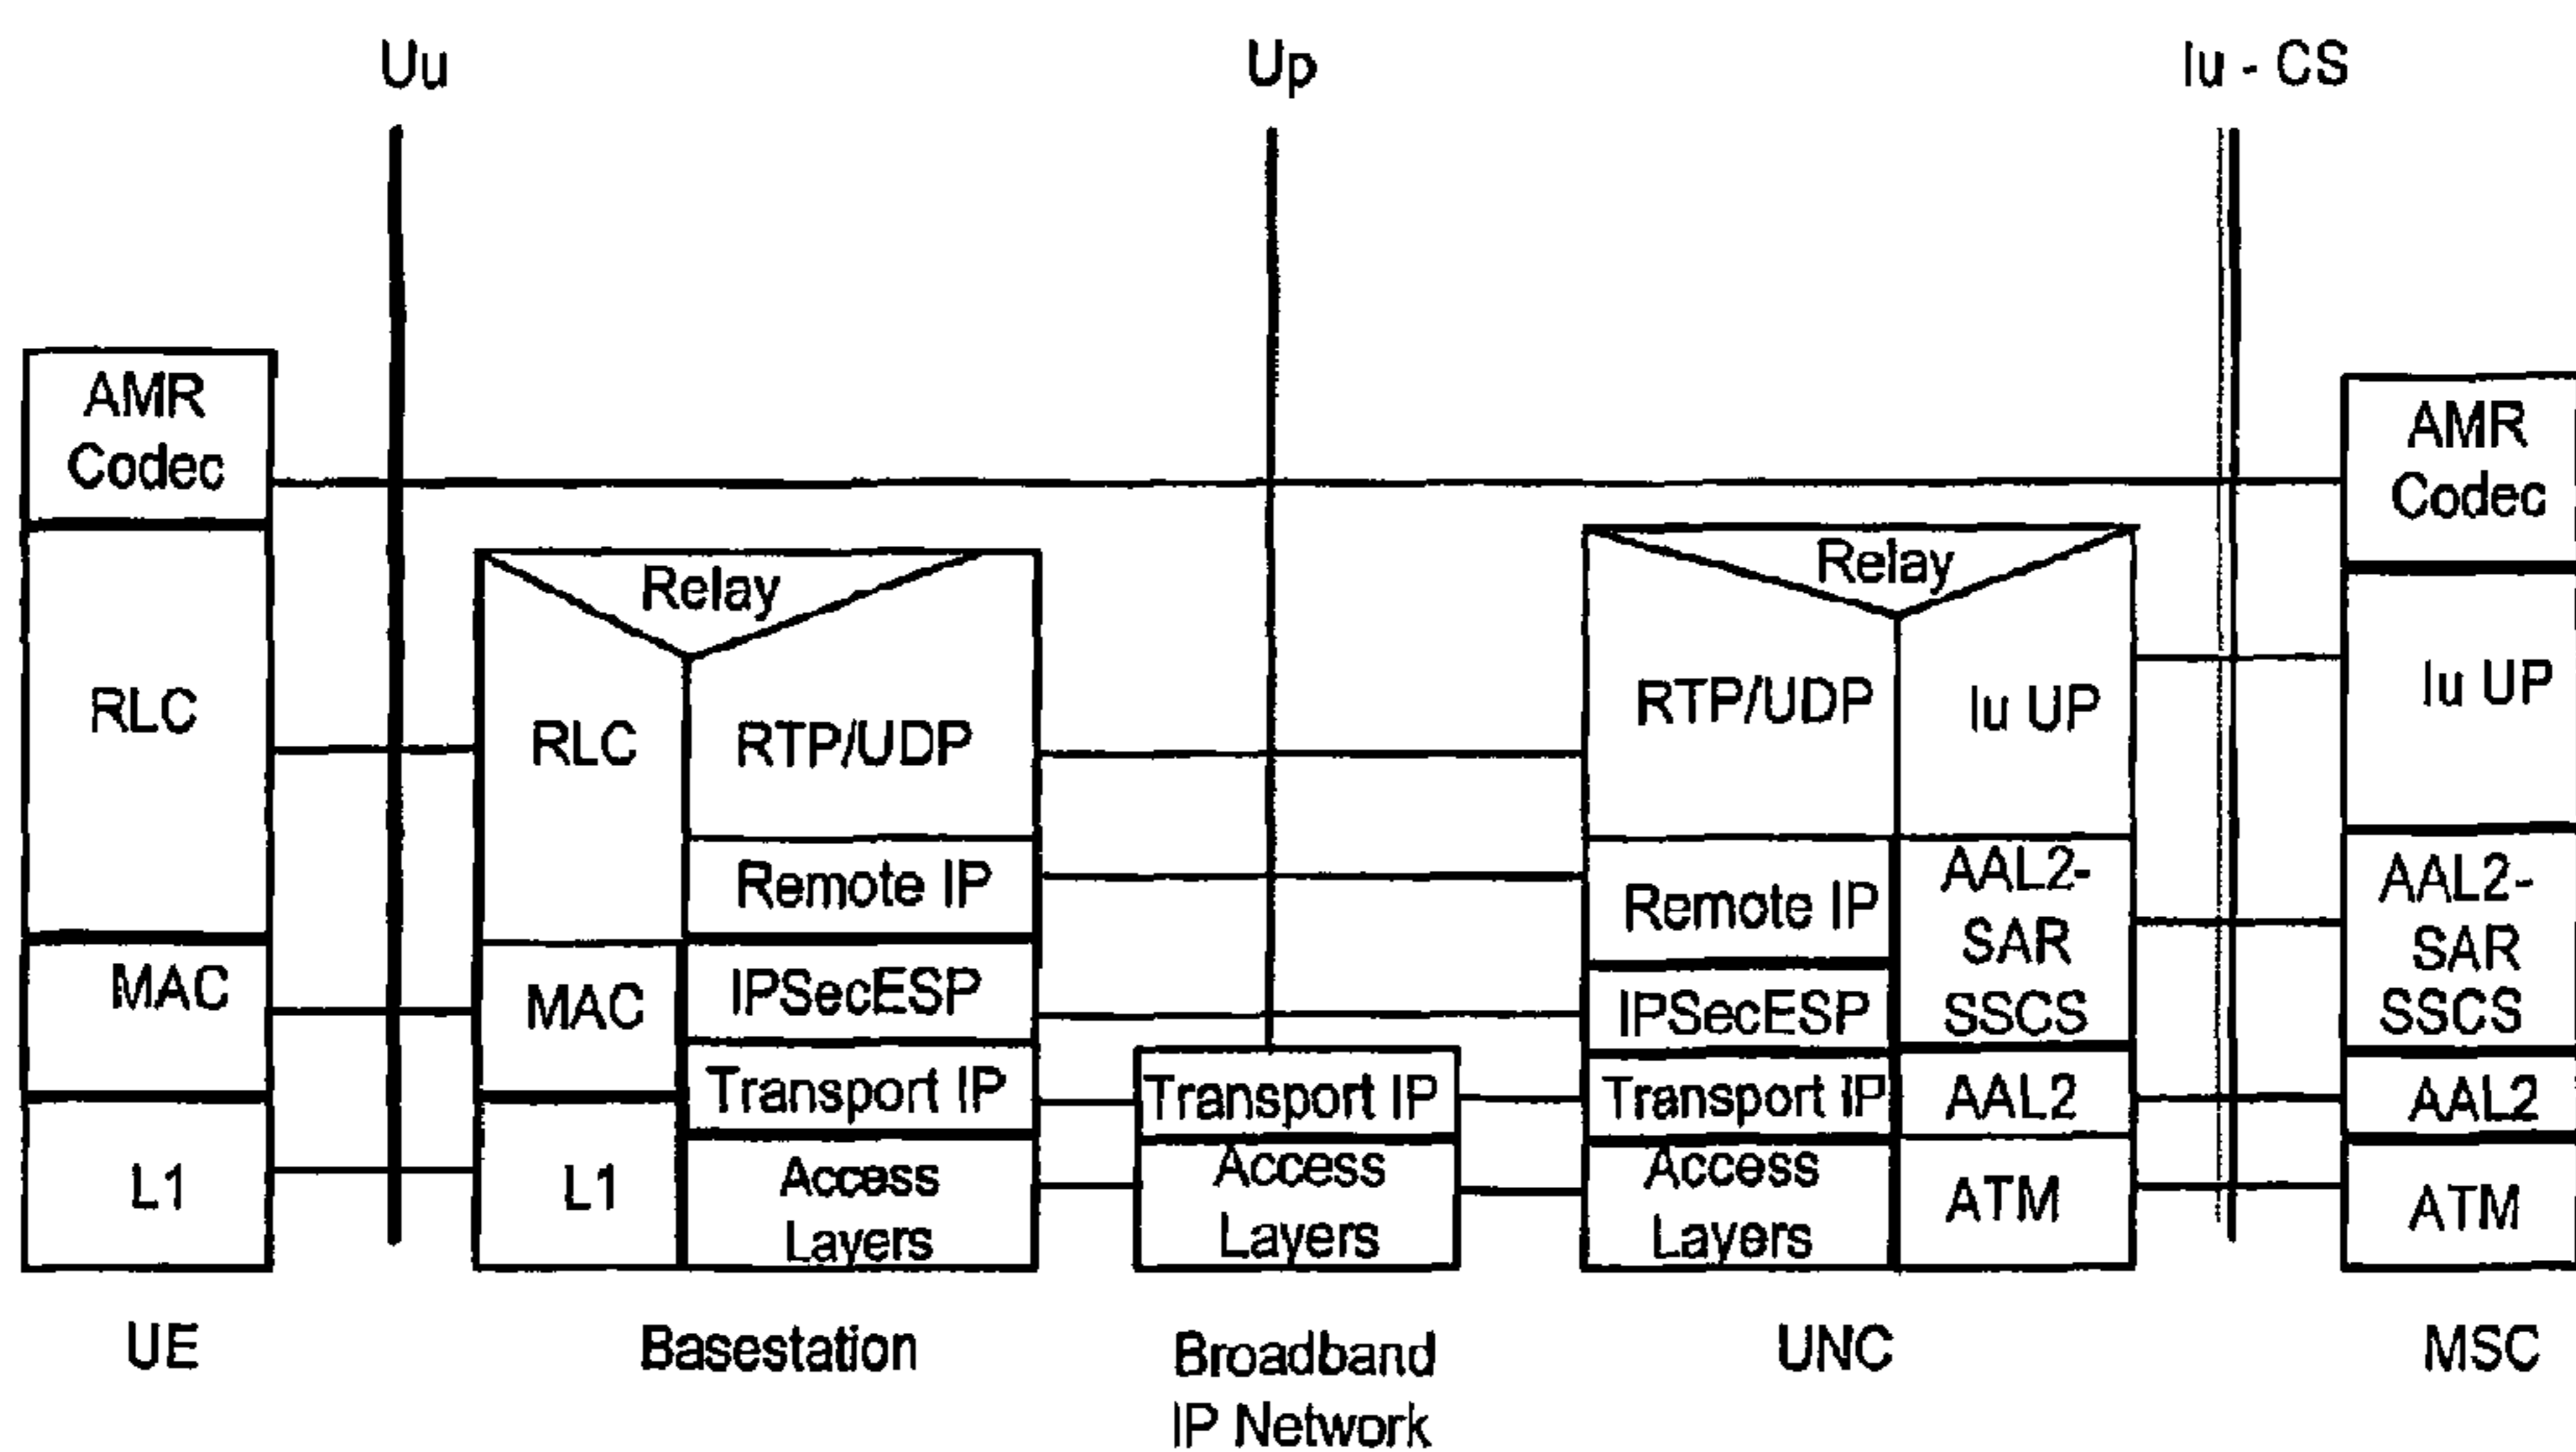 Uu
Up
Iu - CS
AMR
Codec
RLC
MAC
L1
UE
Relay
RLC
MAC
L1
RTP/UDP
Remote IP
IPSecESP
Transport IP
Access
Layers
Basestation
Transport IP
Access
Layers
Broadband
IP Network
Relay
RTP/UDP
Remote IP
IPSecESP
Transport IP
Access
Layers
Iu UP
AAL2-
SAR
SSCS
AAL2
ATM
UNC
AMR
Codec
Iu UP
AAL2-
SAR
SSCS
AAL2
ATM
MSC